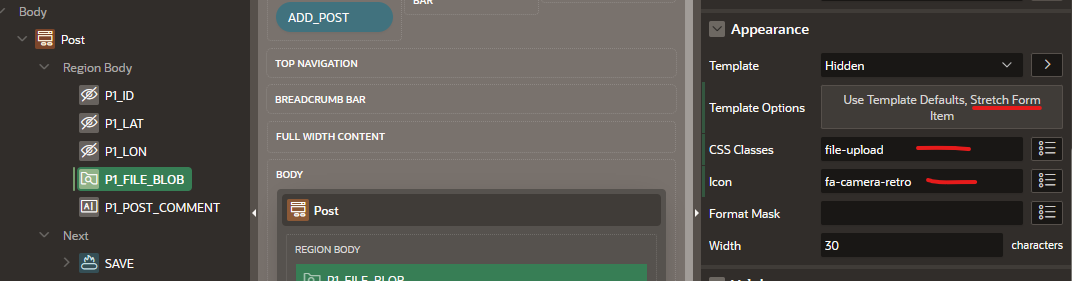 Body
Post
Region Body
P1_ID
P1_LAT
P1_LON
P1_FILE_BLOB
P1_POST_COMMENT
Next
SAVE
BAR
ADD_POST
TOP NAVIGATION
BREADCRUMB BAR
FULL WIDTH CONTENT
BODY
Post
REGION BODY
P1_FILE_BLOB
Appearance
Template
Hidden
Template Options
Use Template Defaults, Stretch Form
Item
CSS Classes
file-upload
Icon
fa-camera-retro
Format Mask
Width
30
characters